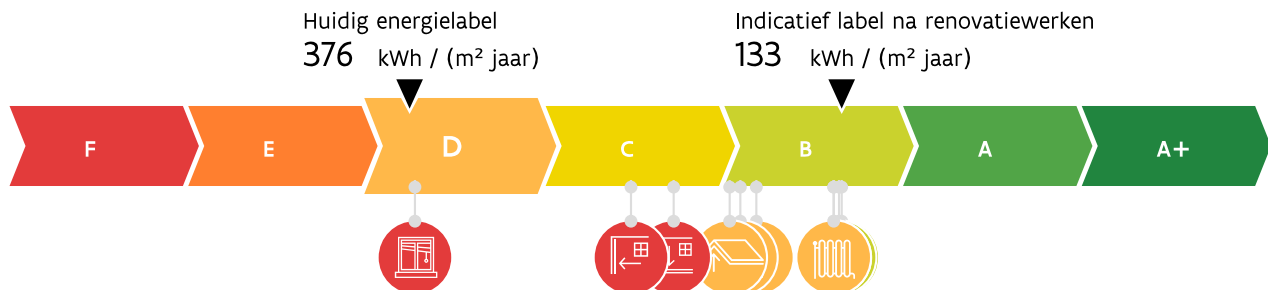 Huidig energielabel
376 kWh / (m² jaar)
Indicatief label na renovatiewerken
133 kWh / (m² jaar)
F E D C B A A+